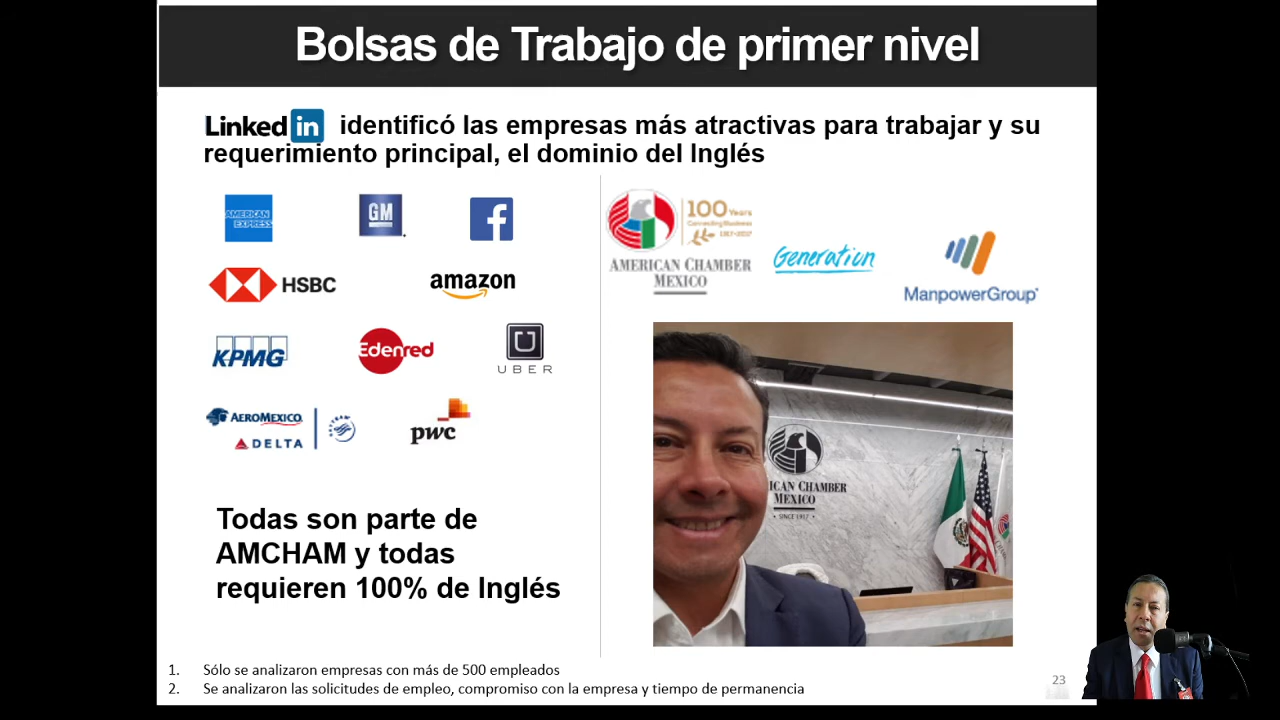 Bolsas de Trabajo de primer nivel
Linkedin identificó las empresas más atractivas para trabajar y su
requerimiento principal, el dominio del Inglés
AMERICAN
EXPRESS
GM
f
HSBC
amazon
KPMG
Edenred
U
UBER
AEROMEXICO.
DELTA
pwc
Todas son parte de
AMCHAM y todas
requieren 100% de Inglés
100 Years
Connecting Business
1917-2017
AMERICAN CHAMBER
MEXICO
Generation
ManpowerGroup
ICAN CHAMBER
MEXICO
• SINCE 1917 •
1. Sólo se analizaron empresas con más de 500 empleados
2. Se analizaron las solicitudes de empleo, compromiso con la empresa y tiempo de permanencia
23